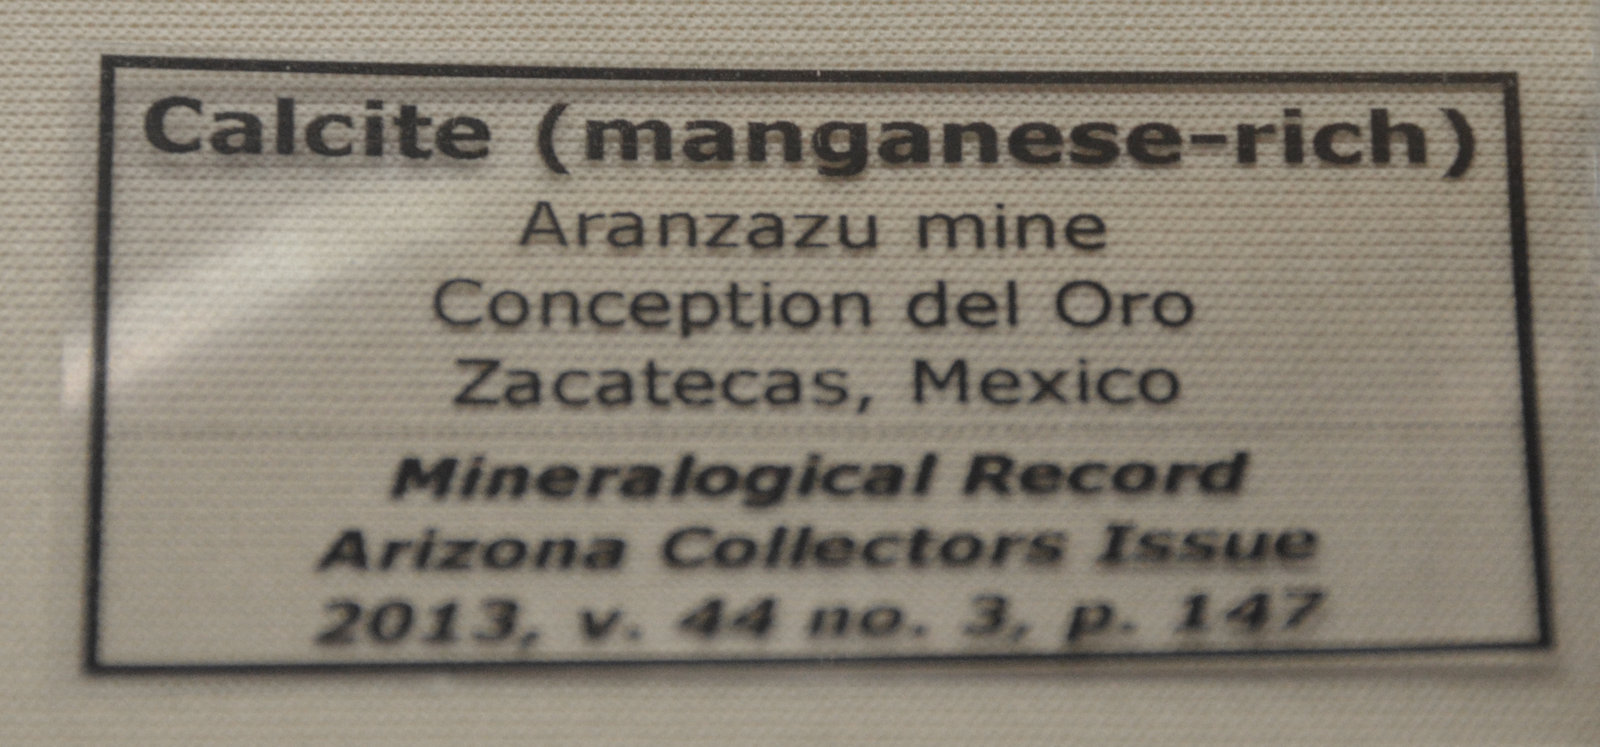 Calcite (manganese-rich)
Aranzazu mine
Conception del Oro
Zacatecas, Mexico
Mineralogical Record
Arizona Collectors Issue
2013, v. 44 no. 3, p. 147